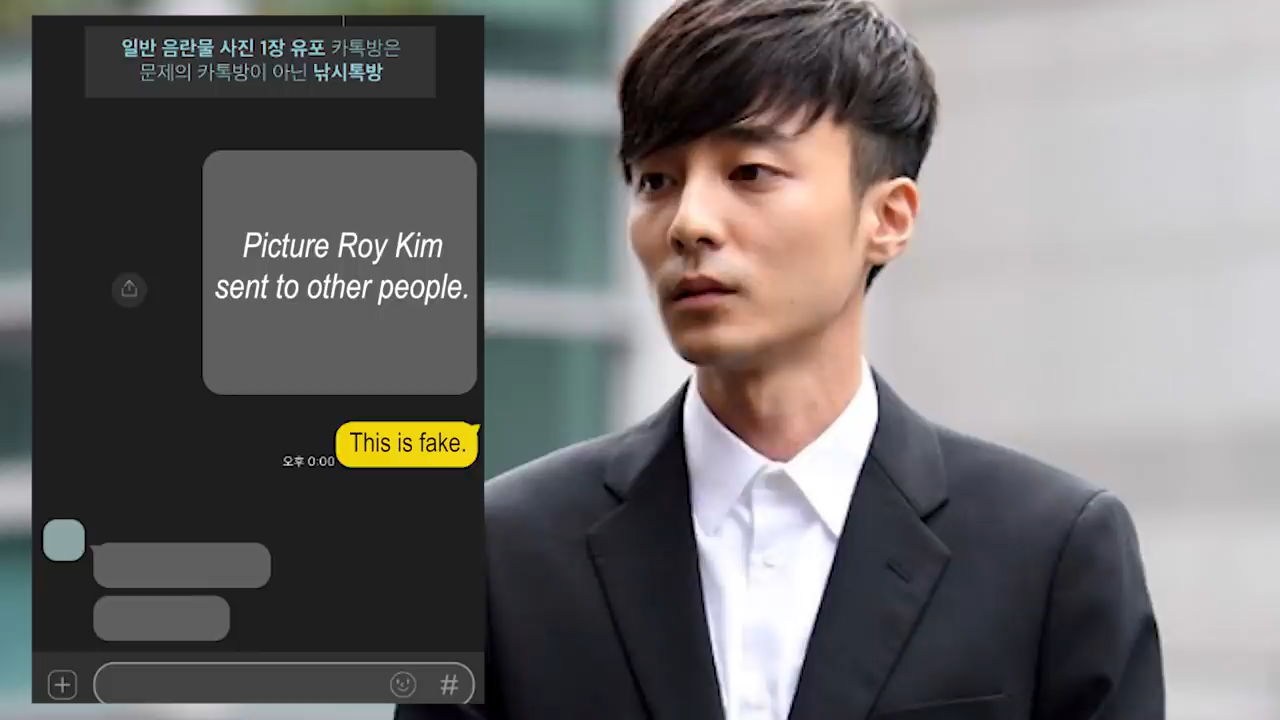 일반 음란물 사진 1장 유포 카톡방은
문제의 카톡방이 아닌 낚시톡방
Picture Roy Kim
sent to other people.
This is fake.
오후 0:00
#